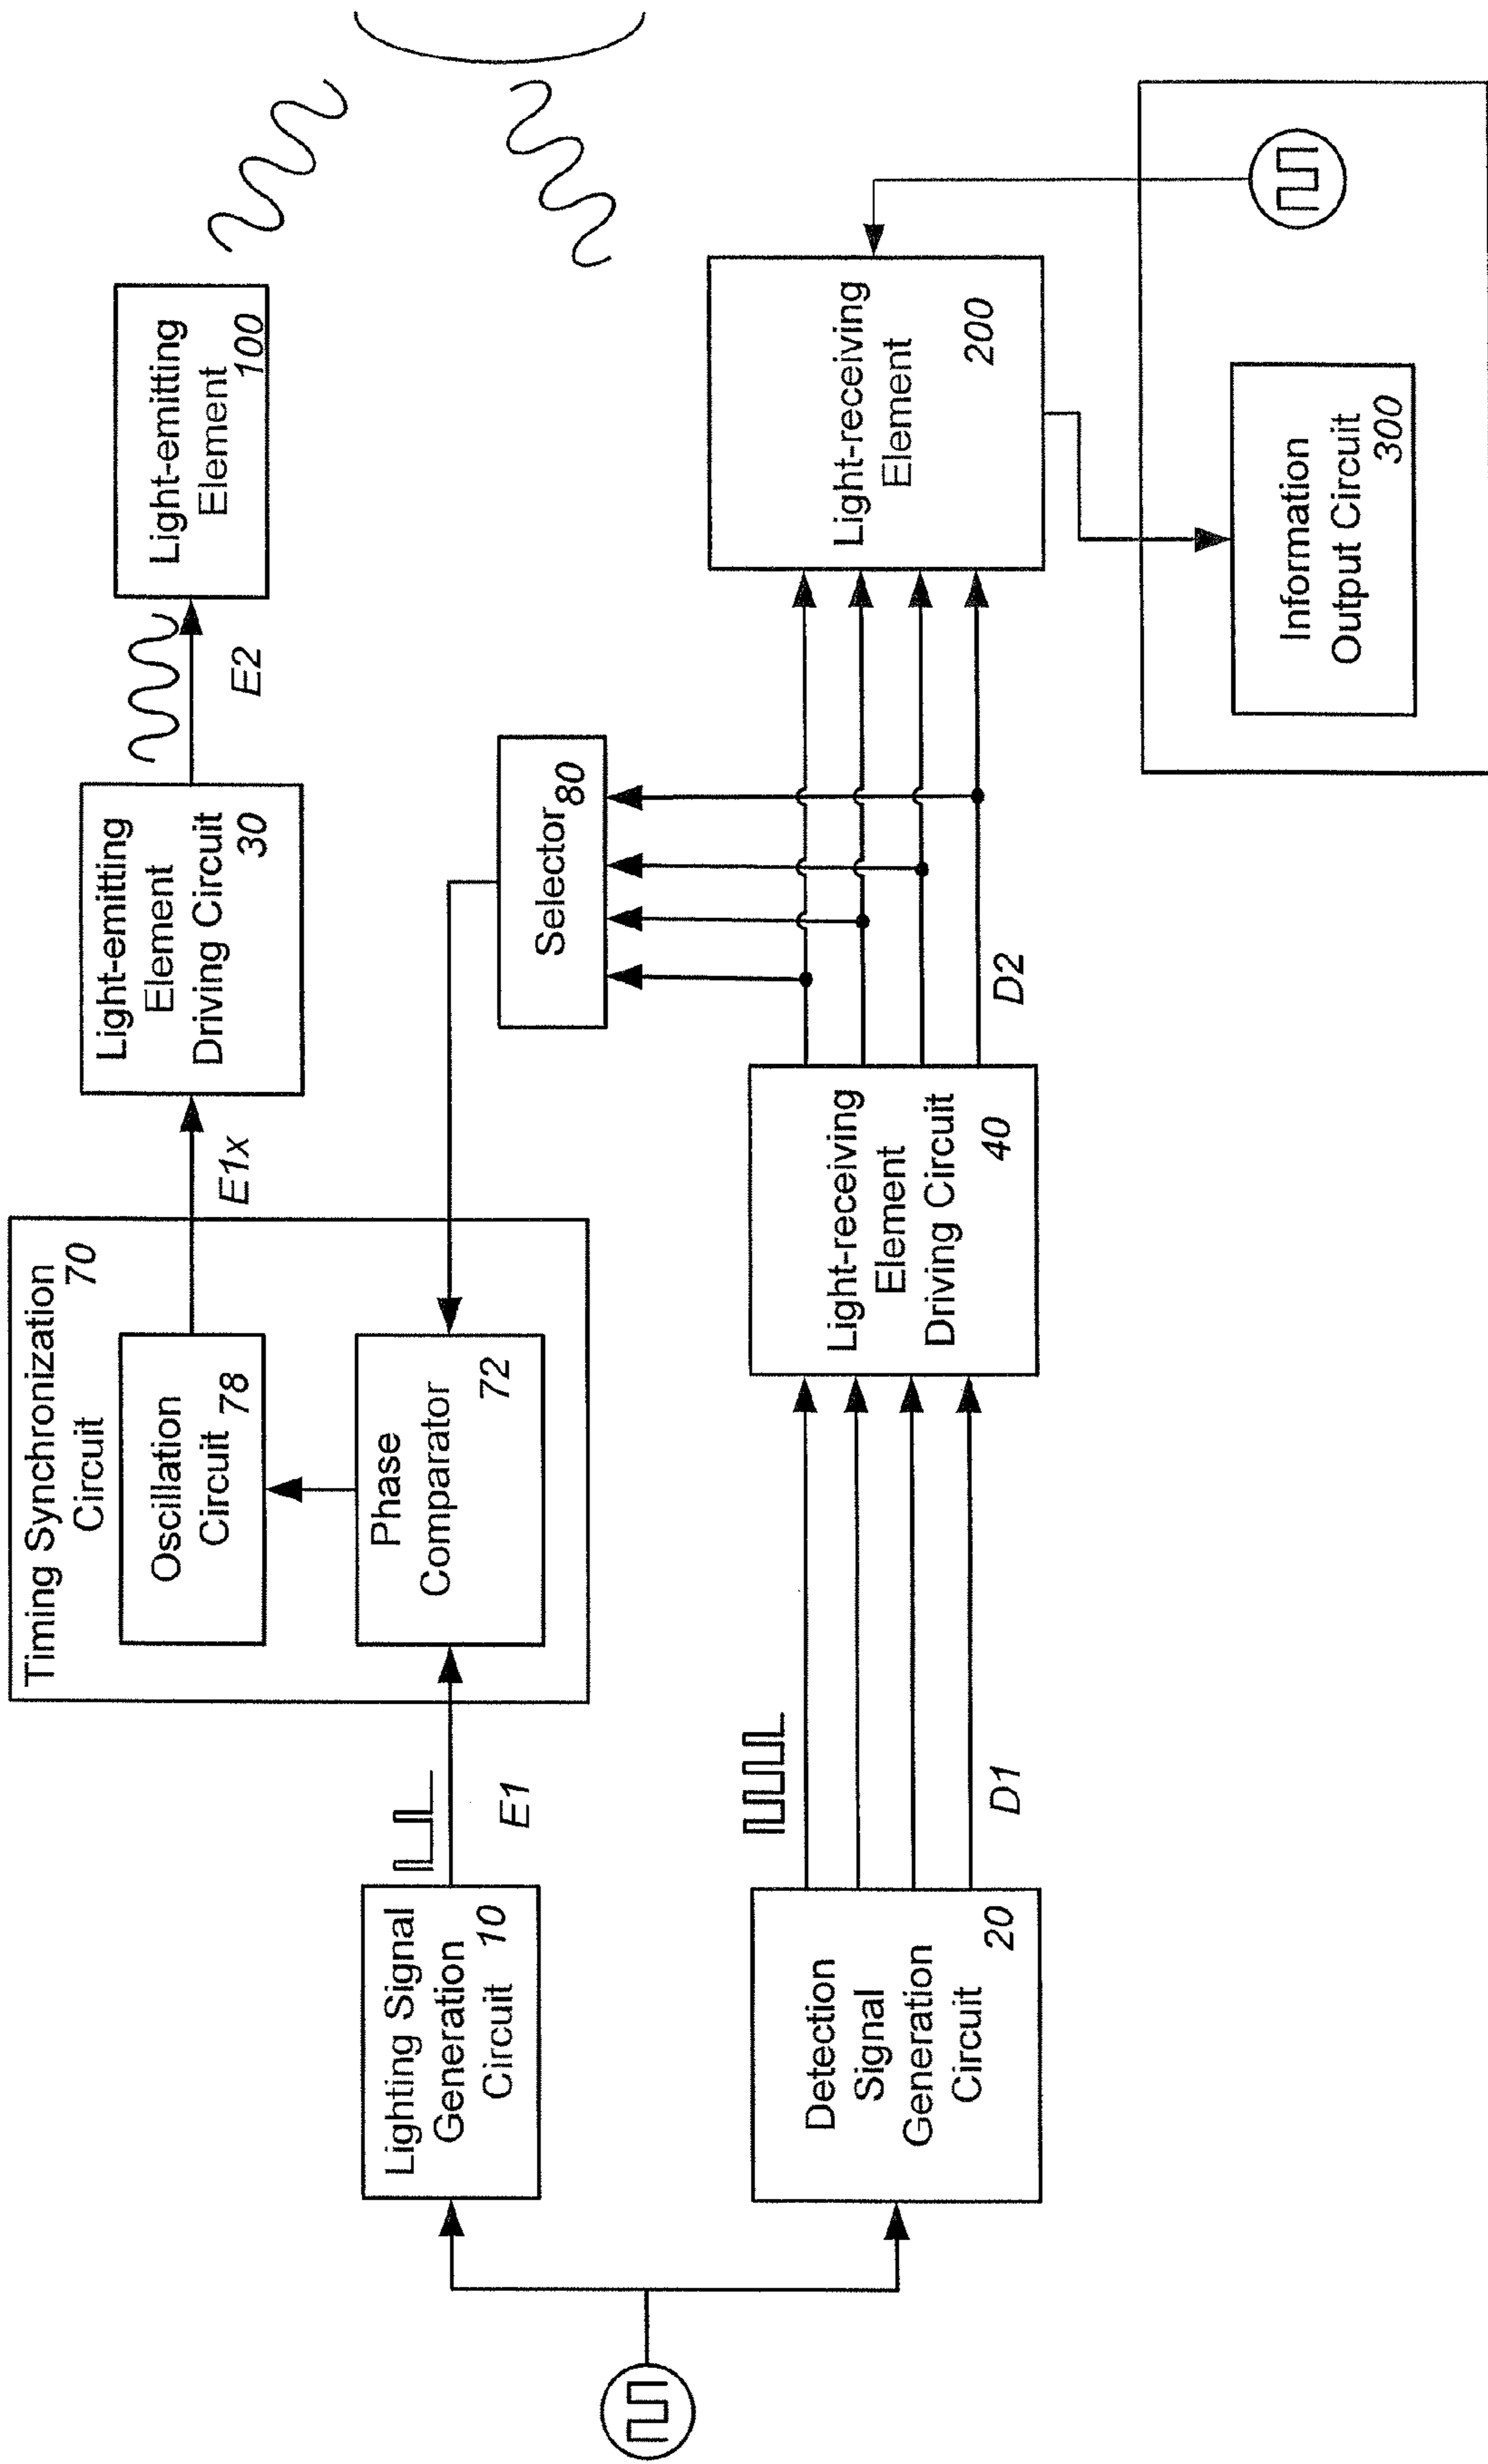 Timing Synchronization
Circuit
70
Oscillation
Circuit 78
Phase
Comparator
72
E1x
Light-emitting
Element
Driving Circuit
30
E2
Light-emitting
Element
100
Lighting Signal
Generation
Circuit 10
E1
Selector
80
Detection
Signal
Generation
Circuit
20
D1
Light-receiving
Element
Driving Circuit
40
D2
Light-receiving
Element
200
Information
Output Circuit
300